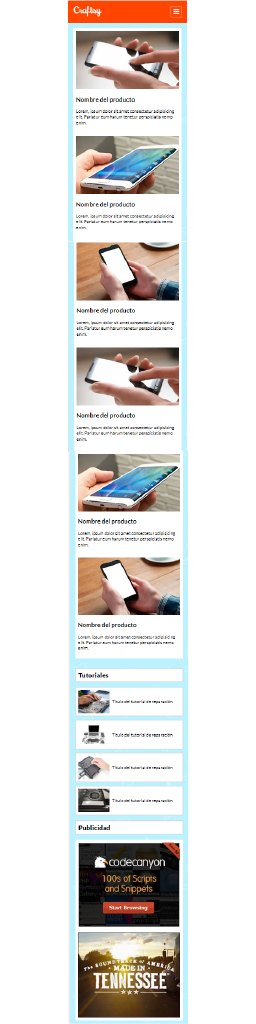 Craftsy
Nombre del producto
Lorem, ipsum dolor sit amet consectetur adipisicing
elit. Pariatur eum harum tenetur perspiciatis nemo
enim.
Nombre del producto
Lorem, ipsum dolor sit amet consectetur adipisicing
elit. Pariatur eum harum tenetur perspiciatis nemo
enim.
Nombre del producto
Lorem, ipsum dolor sit amet consectetur adipisicing
elit. Pariatur eum harum tenetur perspiciatis nemo
enim.
Nombre del producto
Lorem, ipsum dolor sit amet consectetur adipisicing
elit. Pariatur eum harum tenetur perspiciatis nemo
enim.
Nombre del producto
Lorem, ipsum dolor sit amet consectetur adipisicing
elit. Pariatur eum harum tenetur perspiciatis nemo
enim.
Nombre del producto
Lorem, ipsum dolor sit amet consectetur adipisicing
elit. Pariatur eum harum tenetur perspiciatis nemo
enim.
Tutoriales
Título del tutorial de reparación
Título del tutorial de reparación
Título del tutorial de reparación
Título del tutorial de reparación
Publicidad
codecanyon
100s of Scripts
and Snippets
Start Browsing
The SOUNDTRACK of AMERICA
MADE IN
TENNESSEE